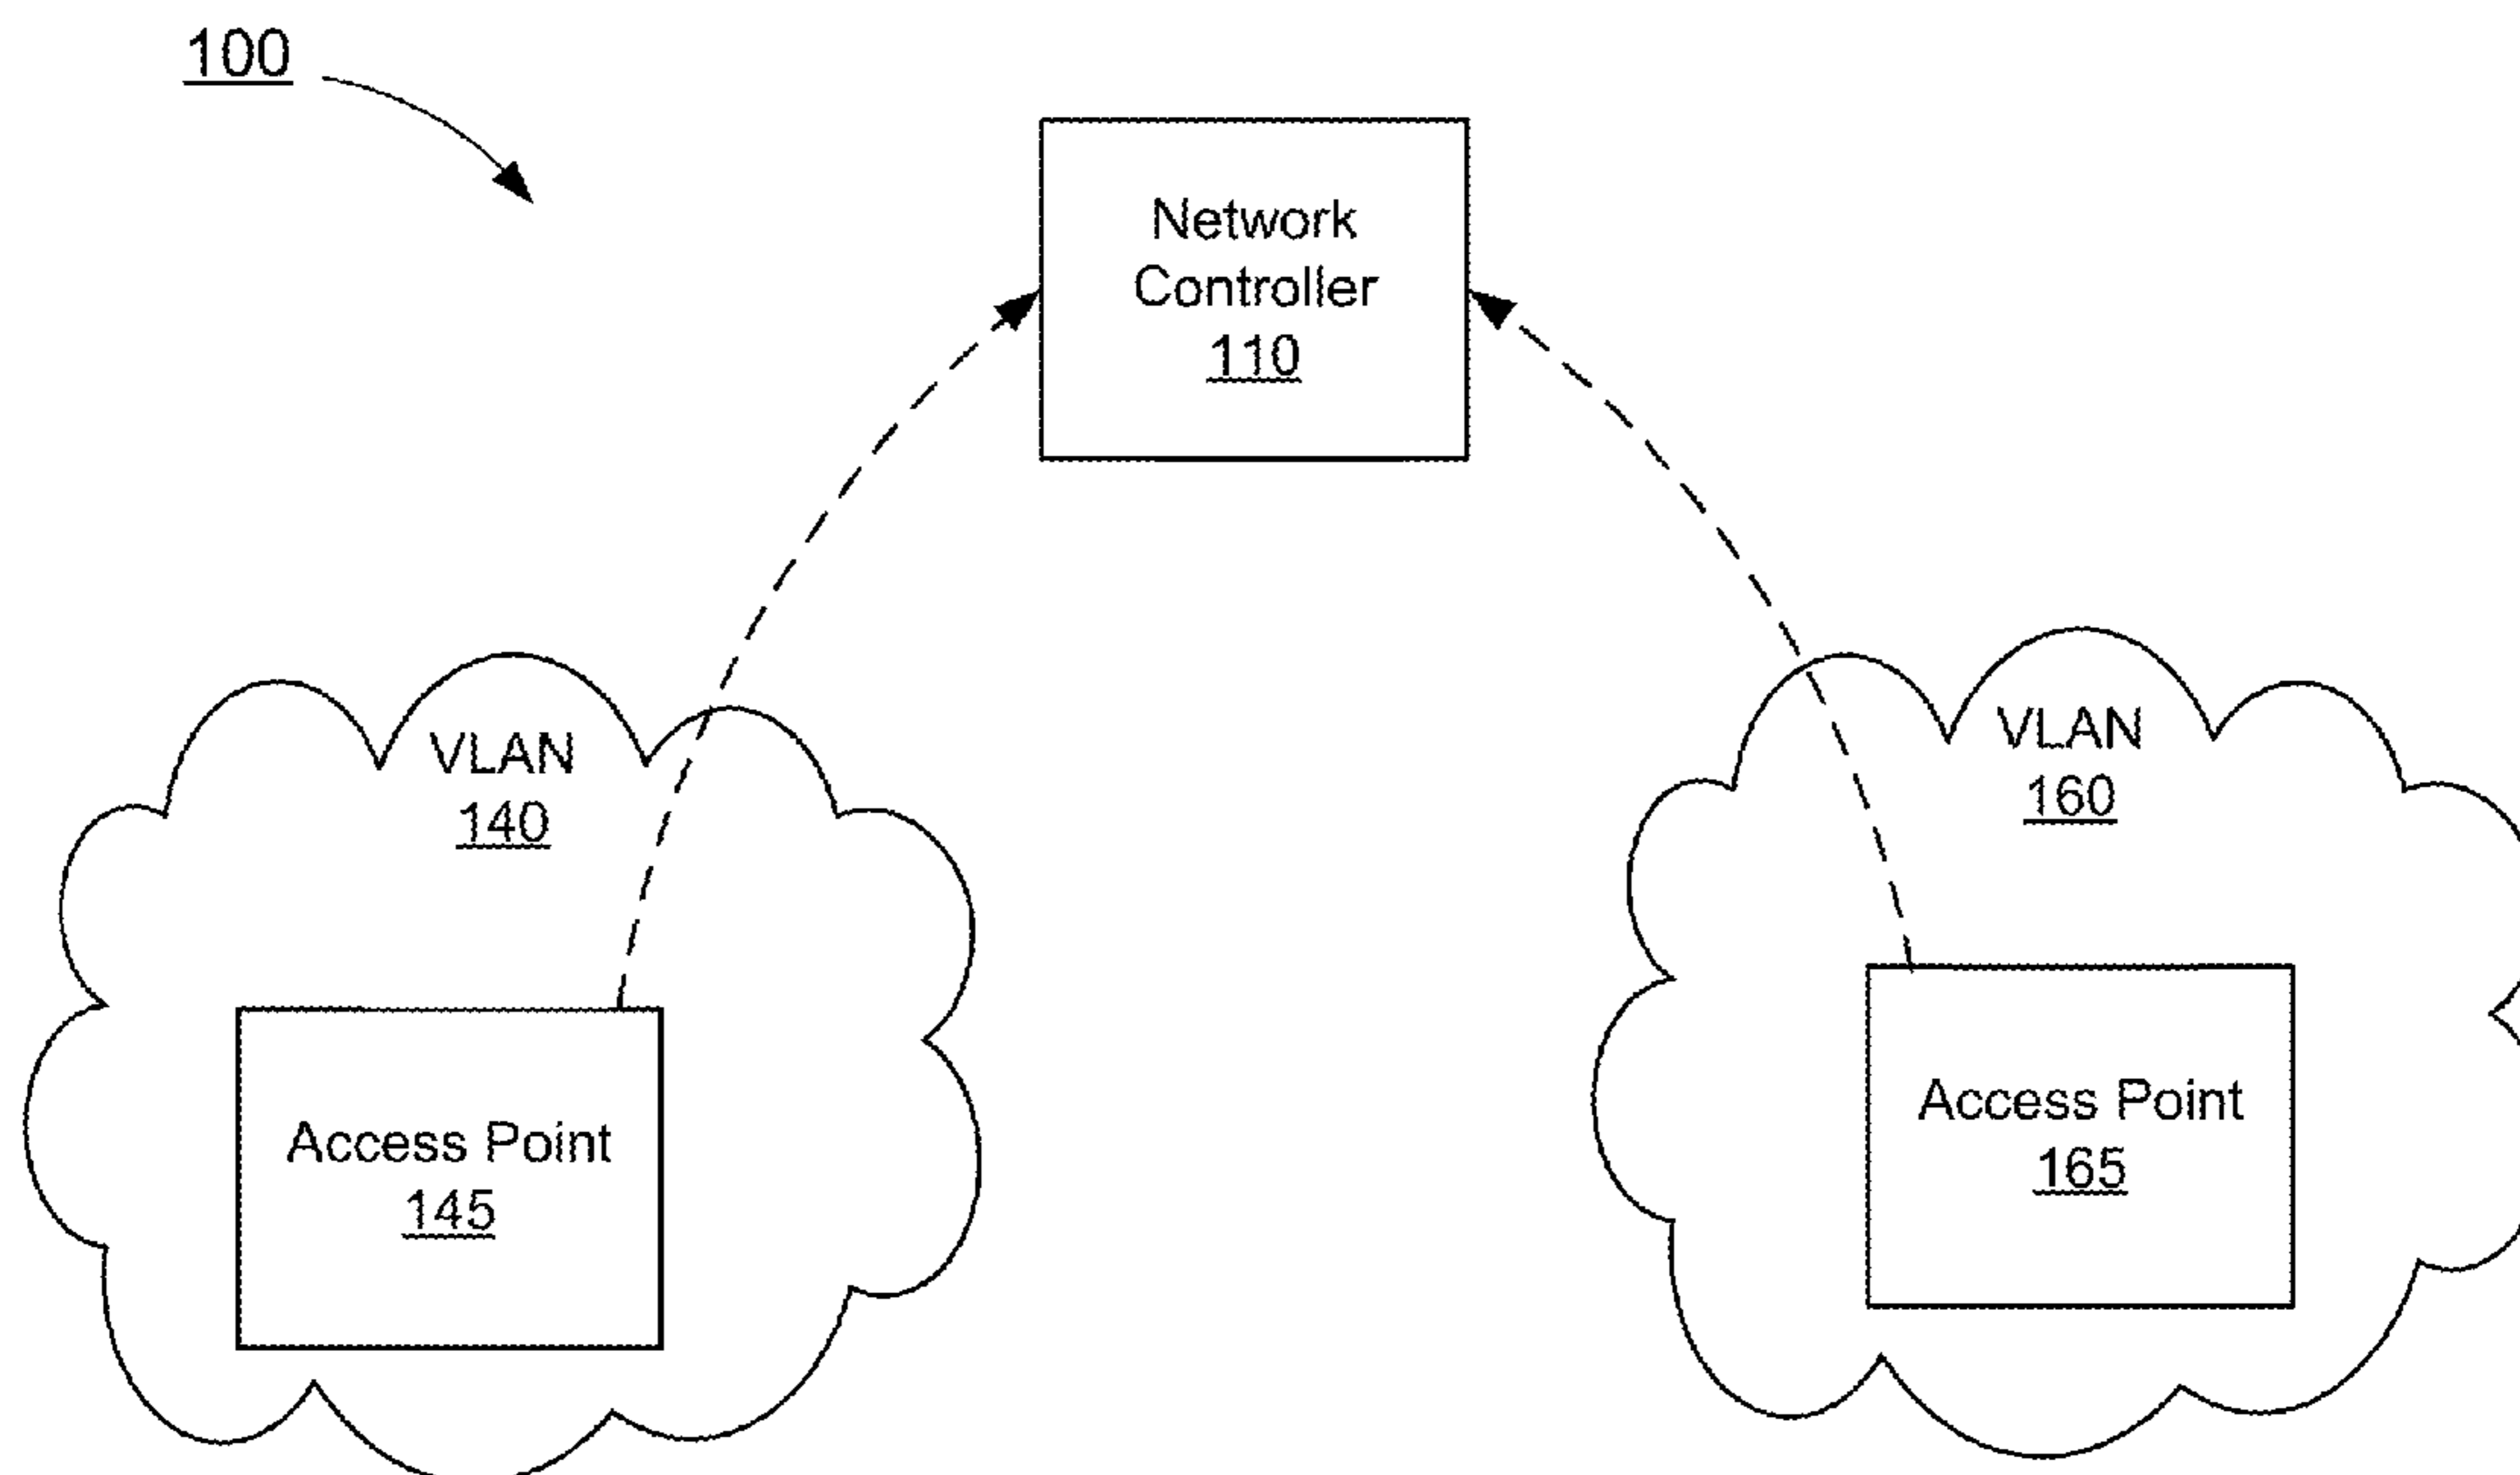 100
Network
Controller
110
VLAN
140
VLAN
160
Access Point
145
Access Point
165